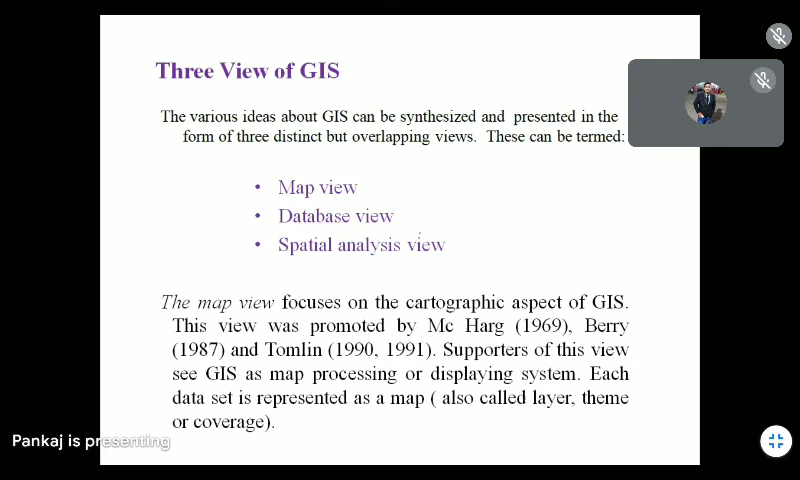 Three View of GIS
The various ideas about GIS can be synthesized and presented in the
form of three distinct but overlapping views. These can be termed:
• Map view
• Database view
• Spatial analysis view
The map view focuses on the cartographic aspect of GIS.
This view was promoted by Mc Harg (1969), Berry
(1987) and Tomlin (1990, 1991). Supporters of this view
see GIS as map processing or displaying system. Each
data set is represented as a map ( also called layer, theme
or coverage).
Pankaj is presenting